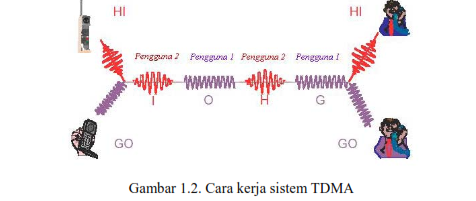 HI HI
Pengguna 2 Pengguna 1 Pengguna 2 Pengguna 1
I O H G
GO GO
Gambar 1.2. Cara kerja sistem TDMA